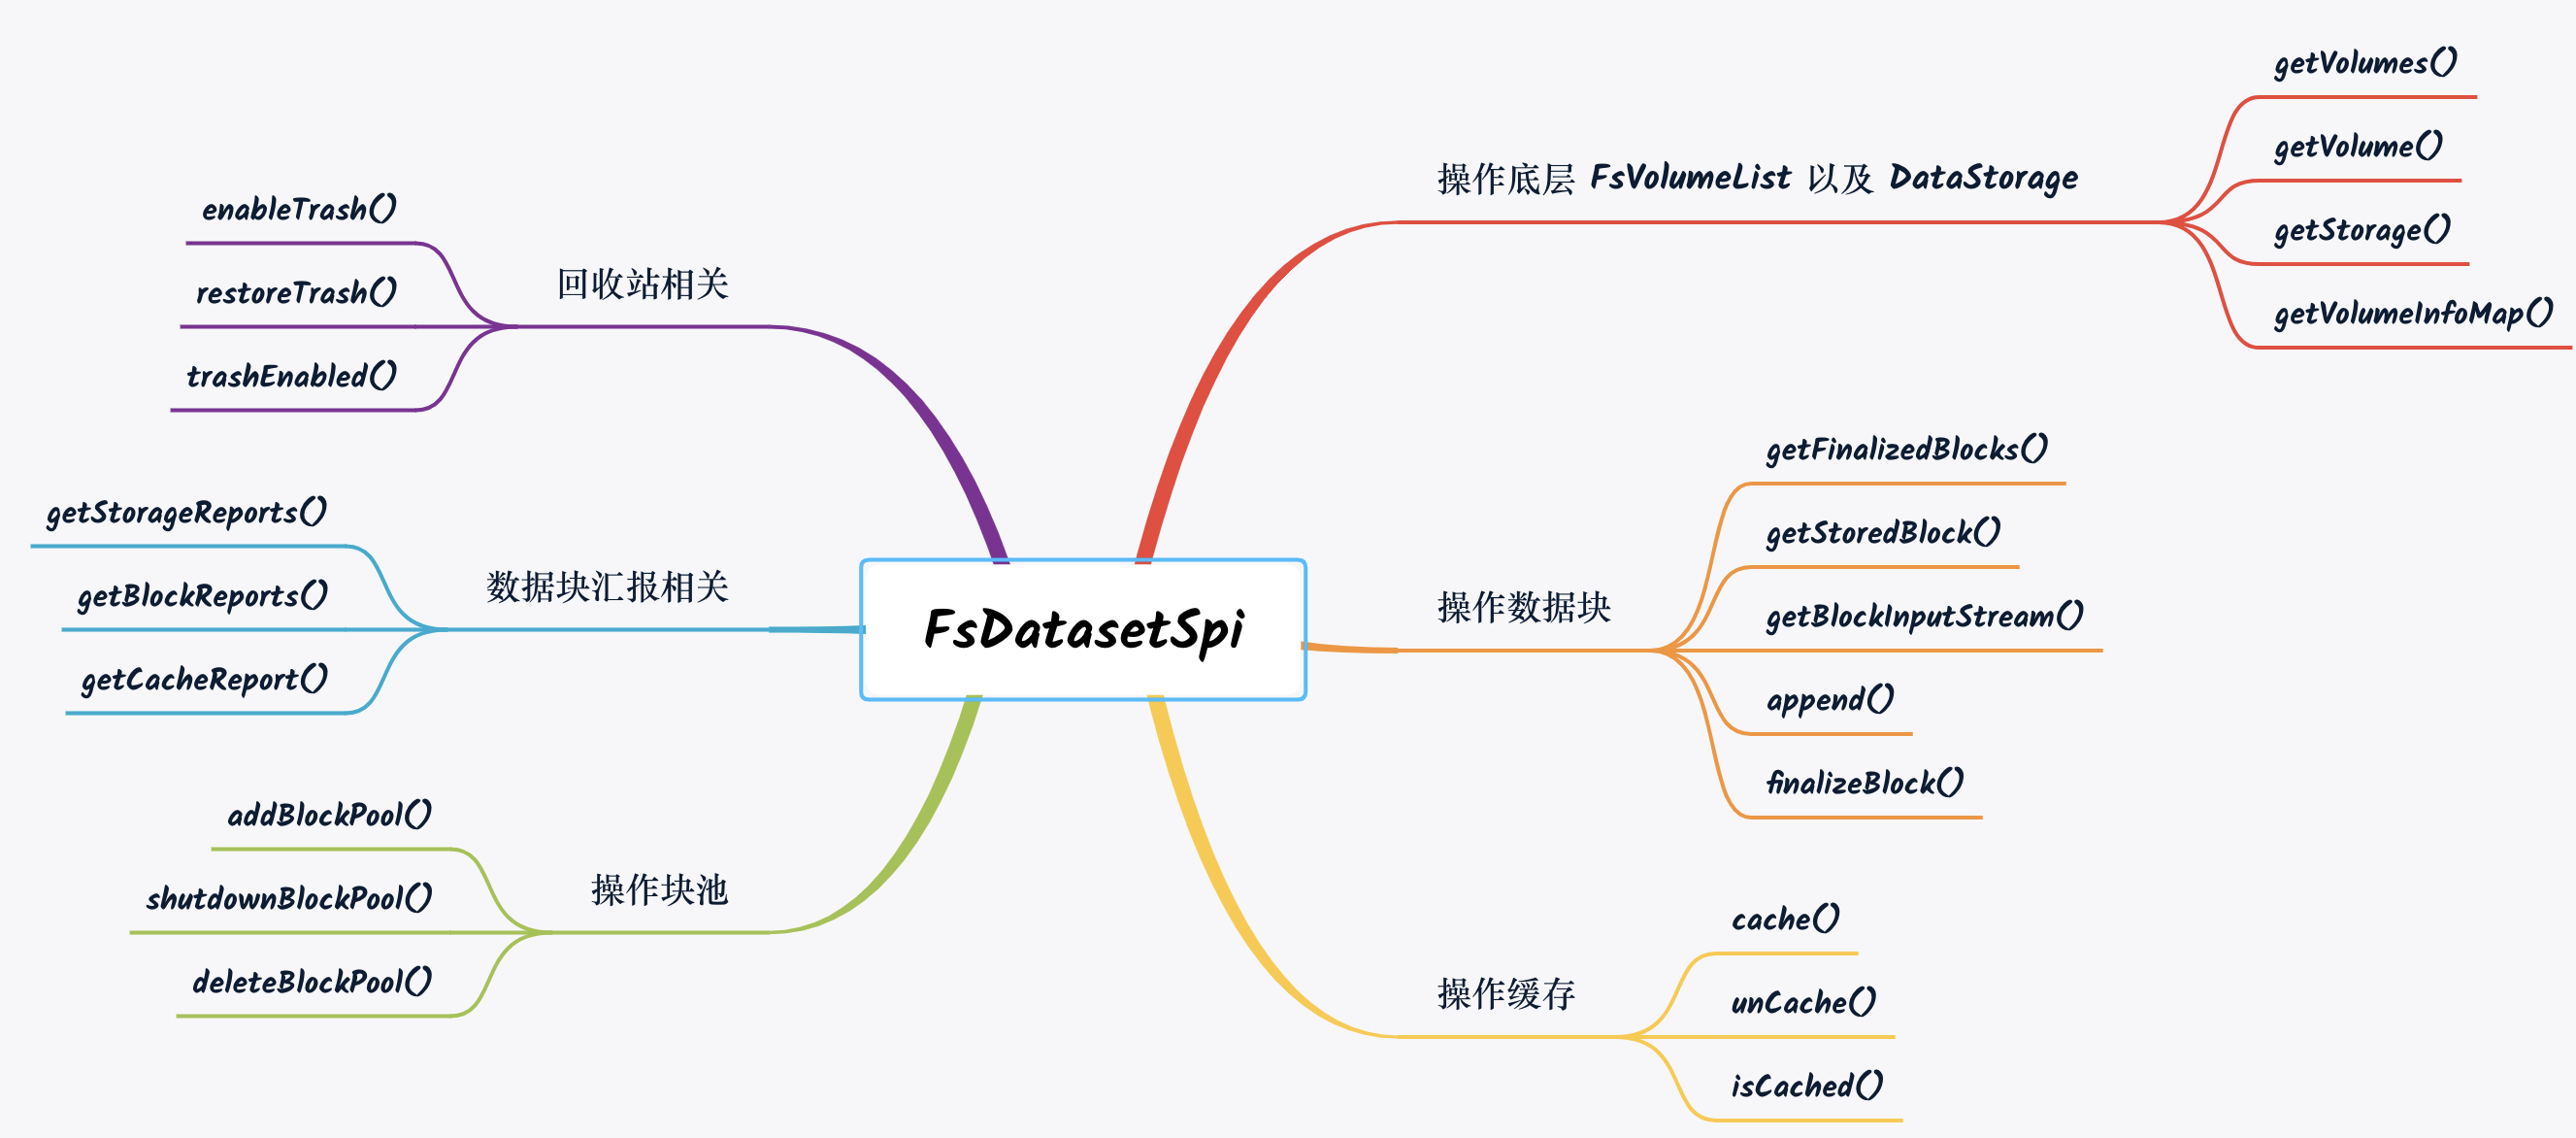 FsDatasetSpi
操作底层 FsVolumeList 以及 DataStorage
getVolumes()
getVolume()
getStorage()
getVolumeInfoMap()
操作数据块
getFinalizedBlocks()
getStoredBlock()
getBlockInputStream()
append()
finalizeBlock()
操作缓存
cache()
unCache()
isCached()
回收站相关
enableTrash()
restoreTrash()
trashEnabled()
数据块汇报相关
getStorageReports()
getBlockReports()
getCacheReport()
操作块池
addBlockPool()
shutdownBlockPool()
deleteBlockPool()